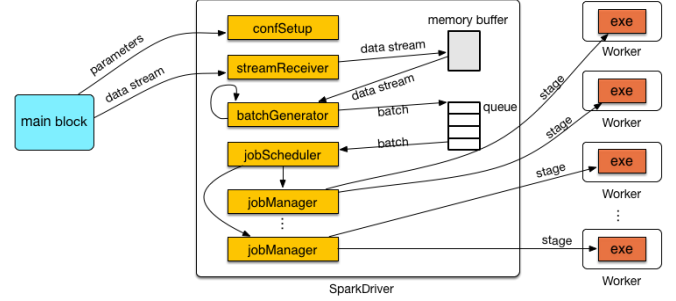 main block
parameters
data stream
confSetup
streamReceiver
batchGenerator
jobScheduler
jobManager
⋮
jobManager
data stream
memory buffer
data stream
batch
queue
batch
stage
stage
stage
stage
exe
Worker
exe
Worker
exe
Worker
⋮
exe
Worker
SparkDriver